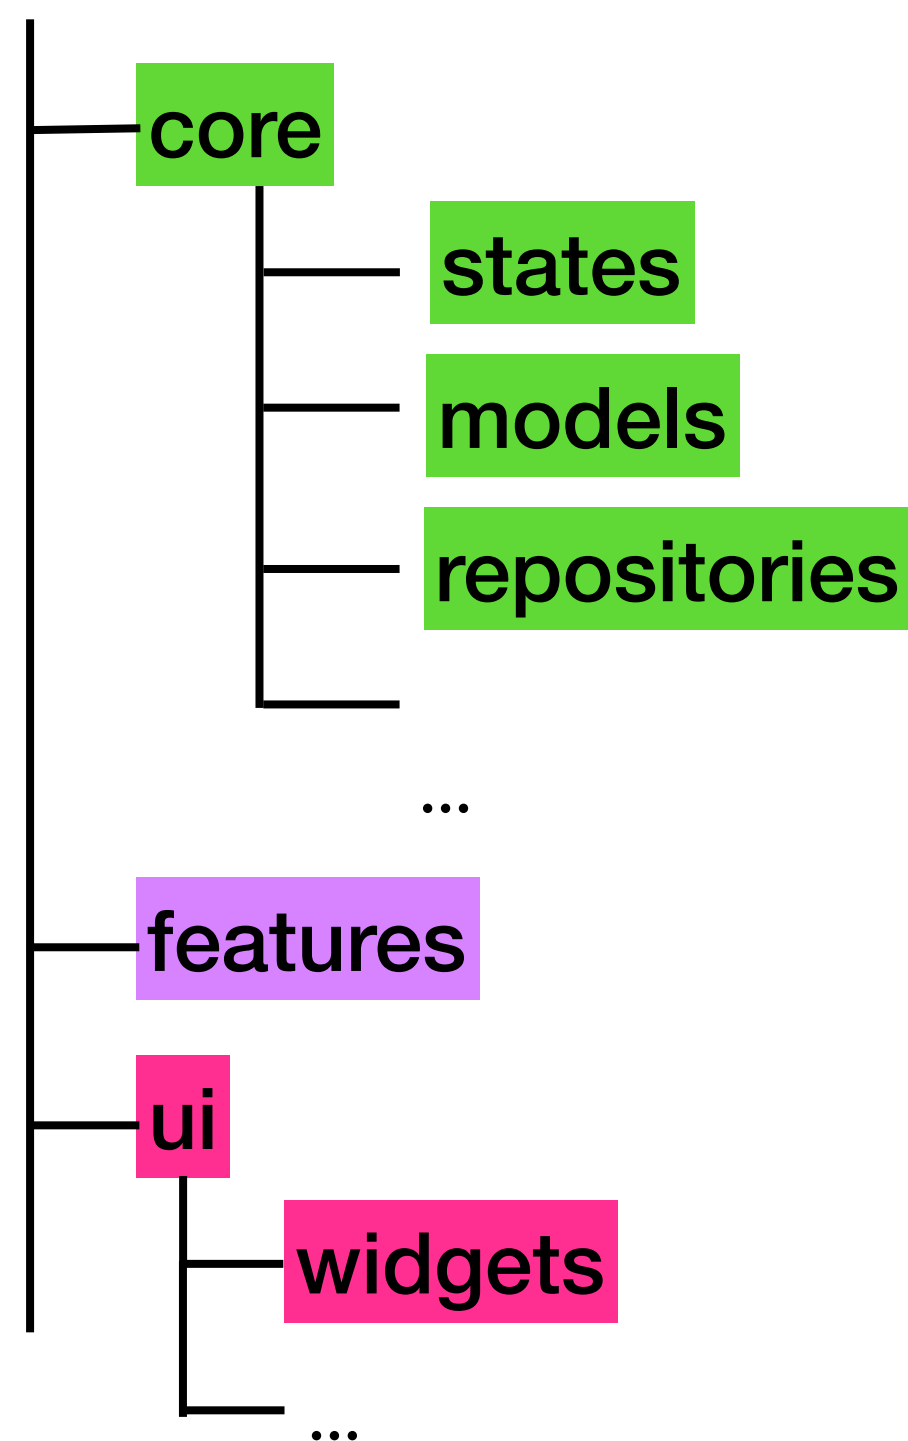 core
states
models
repositories
...
features
ui
widgets
...